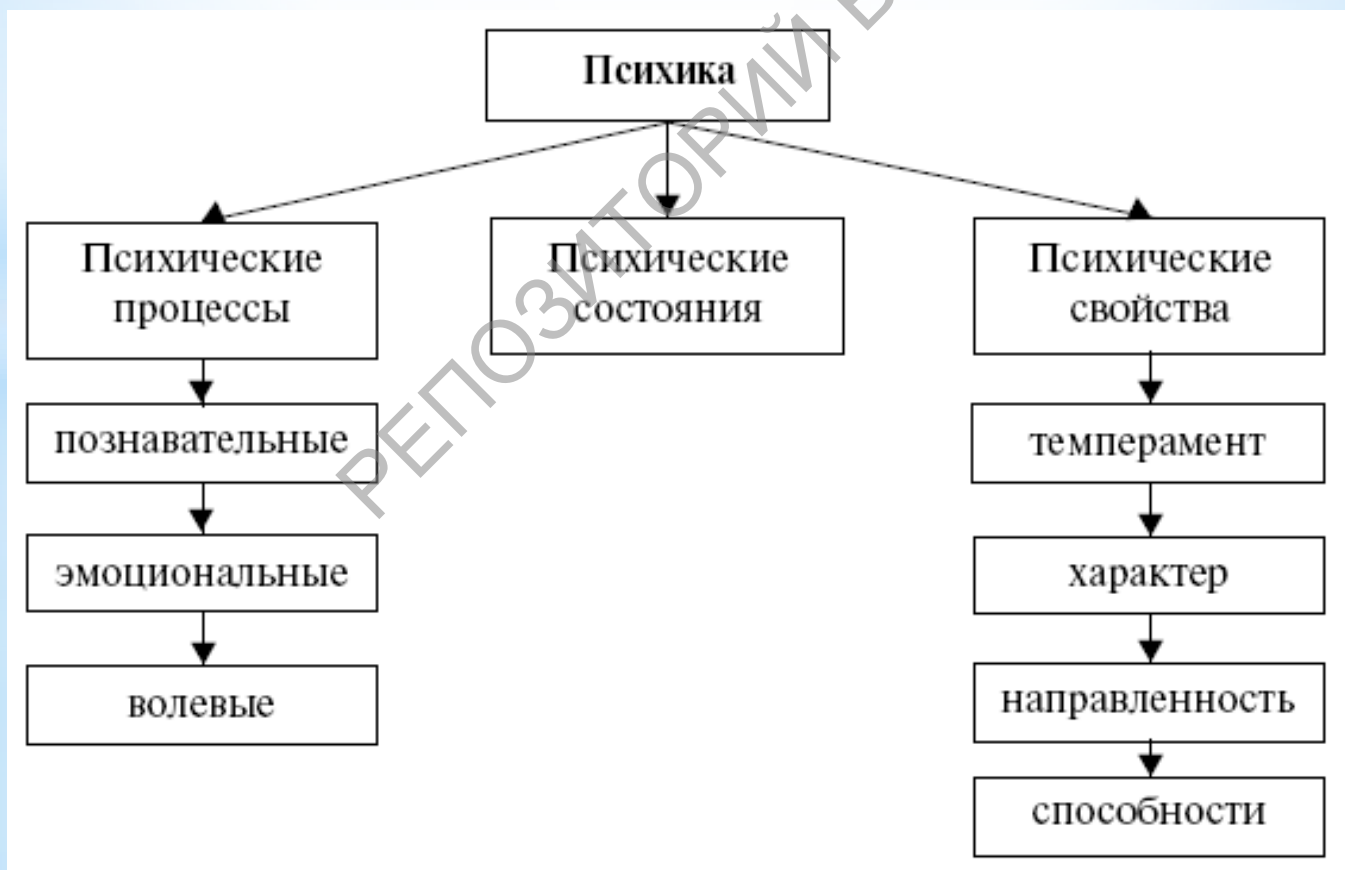 Психика
Психические
процессы
Психические
состояния
Психические
свойства
познавательные
эмоциональные
волевые
темперамент
характер
направленность
способности
РЕПОЗИТОРИЙ